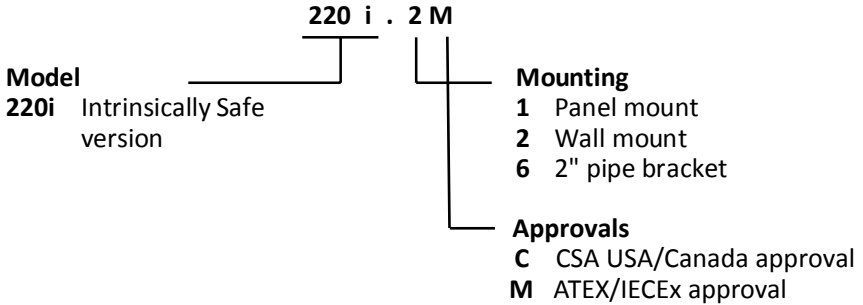 220 i . 2 M
Model
220i Intrinsically Safe
version
Mounting
1 Panel mount
2 Wall mount
6 2" pipe bracket
Approvals
C CSA USA/Canada approval
M ATEX/IECEx approval